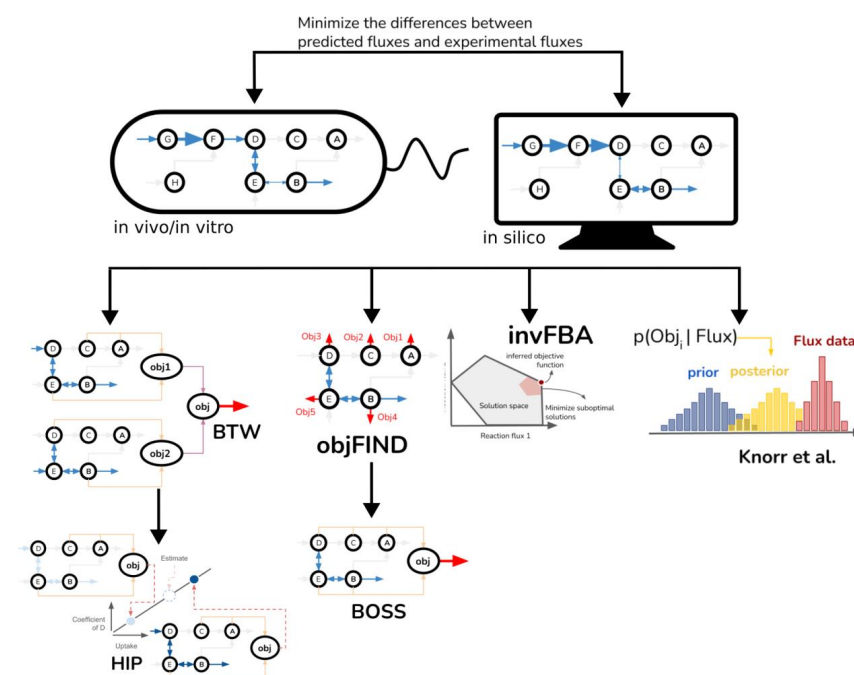 Minimize the differences between
predicted fluxes and experimental fluxes
G F D C A
H E B
in vivo/in vitro
G F D C A
H E B
in silico
D C A
E B
obj1
D C A
E B
obj2
obj
BTW
Obj3 Obj2 Obj1
D C A
E B
Obj5 Obj4
objFIND
invFBA
inferred objective
function
Solution space
Minimize suboptimal
solutions
Reaction flux 1
p(Obji | Flux)
Flux data
prior posterior
Knorr et al.
D C A
E B
obj
Estimate
Coefficient
of D
Uptake
HIP
D C A
E B
obj
D C A
E B
obj
BOSS